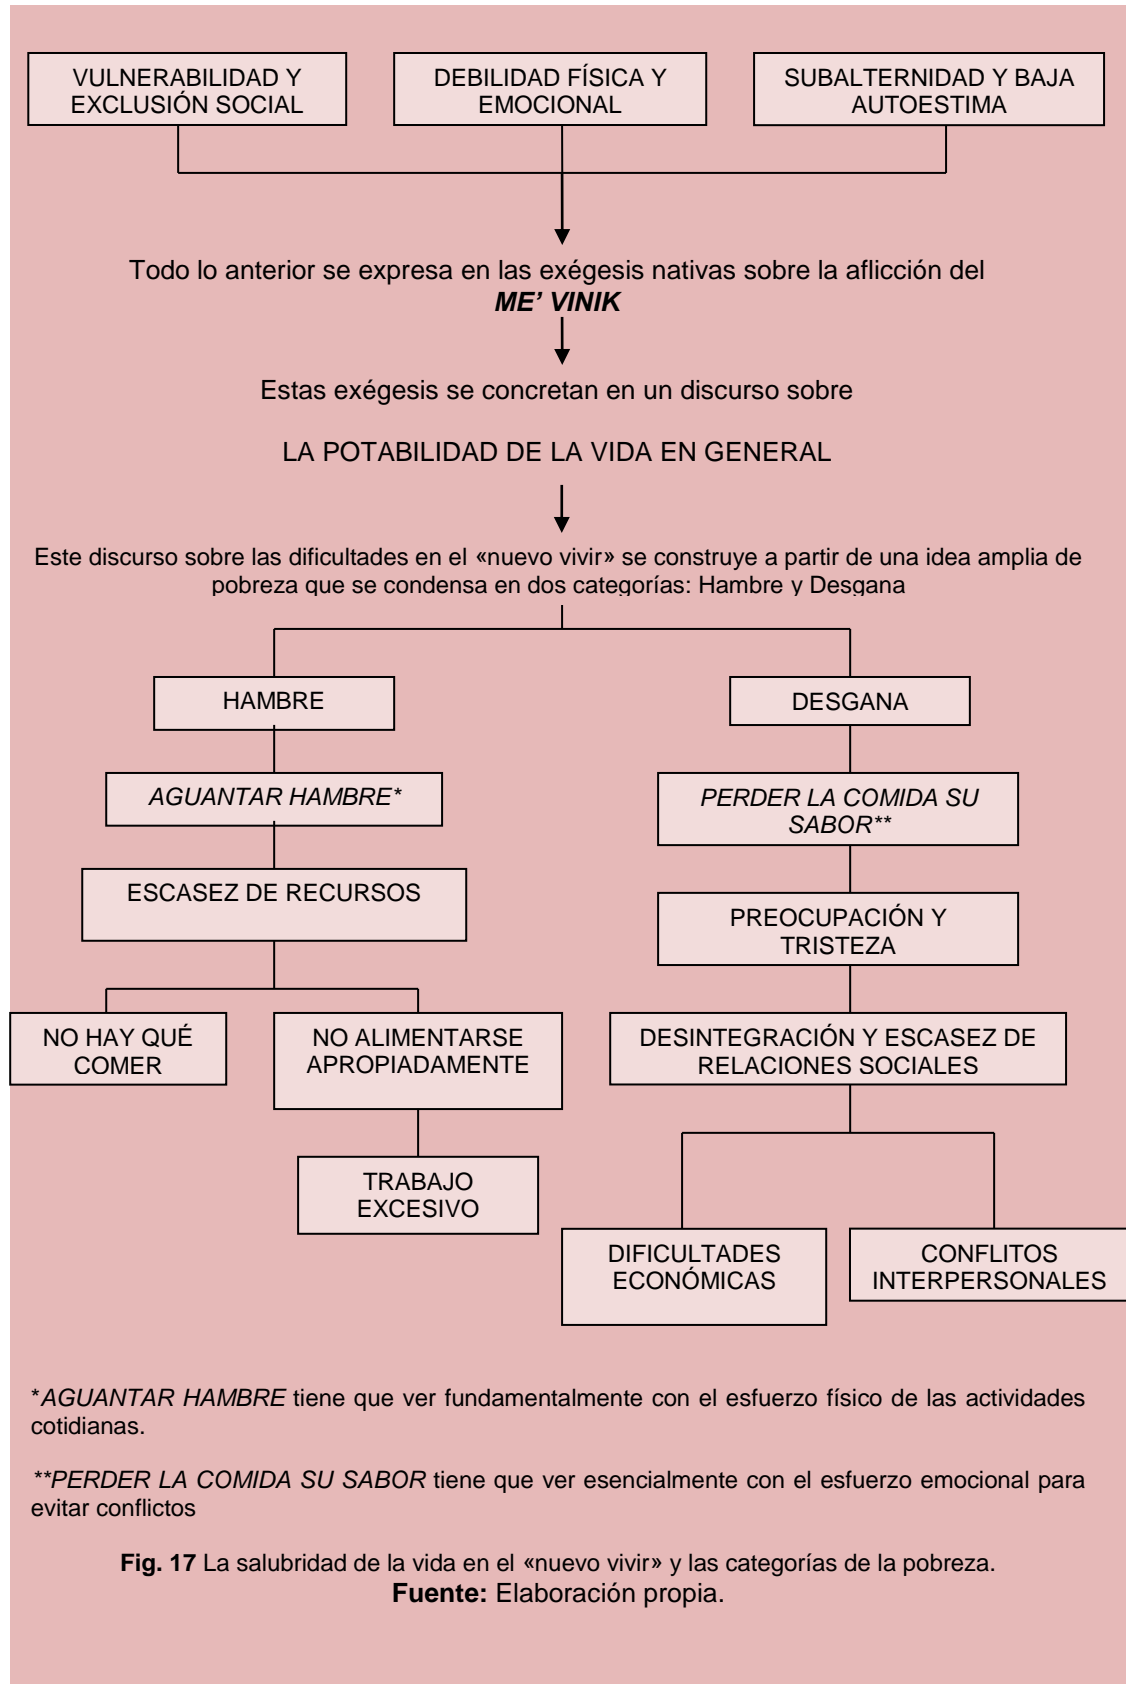 VULNERABILIDAD Y
EXCLUSIÓN SOCIAL
DEBILIDAD FÍSICA Y
EMOCIONAL
SUBALTERNIDAD Y BAJA
AUTOESTIMA
Todo lo anterior se expresa en las exégesis nativas sobre la aflicción del
ME’ VINIK
Estas exégesis se concretan en un discurso sobre
LA POTABILIDAD DE LA VIDA EN GENERAL
Este discurso sobre las dificultades en el «nuevo vivir» se construye a partir de una idea amplia de
pobreza que se condensa en dos categorías: Hambre y Desgana
HAMBRE
DESGANA
AGUANTAR HAMBRE*
PERDER LA COMIDA SU
SABOR**
ESCASEZ DE RECURSOS
PREOCUPACIÓN Y
TRISTEZA
NO HAY QUÉ
COMER
NO ALIMENTARSE
APROPIADAMENTE
DESINTEGRACIÓN Y ESCASEZ DE
RELACIONES SOCIALES
TRABAJO
EXCESIVO
DIFICULTADES
ECONÓMICAS
CONFLITOS
INTERPERSONALES
*AGUANTAR HAMBRE tiene que ver fundamentalmente con el esfuerzo físico de las actividades
cotidianas.
**PERDER LA COMIDA SU SABOR tiene que ver esencialmente con el esfuerzo emocional para
evitar conflictos
Fig. 17 La salubridad de la vida en el «nuevo vivir» y las categorías de la pobreza.
Fuente: Elaboración propia.